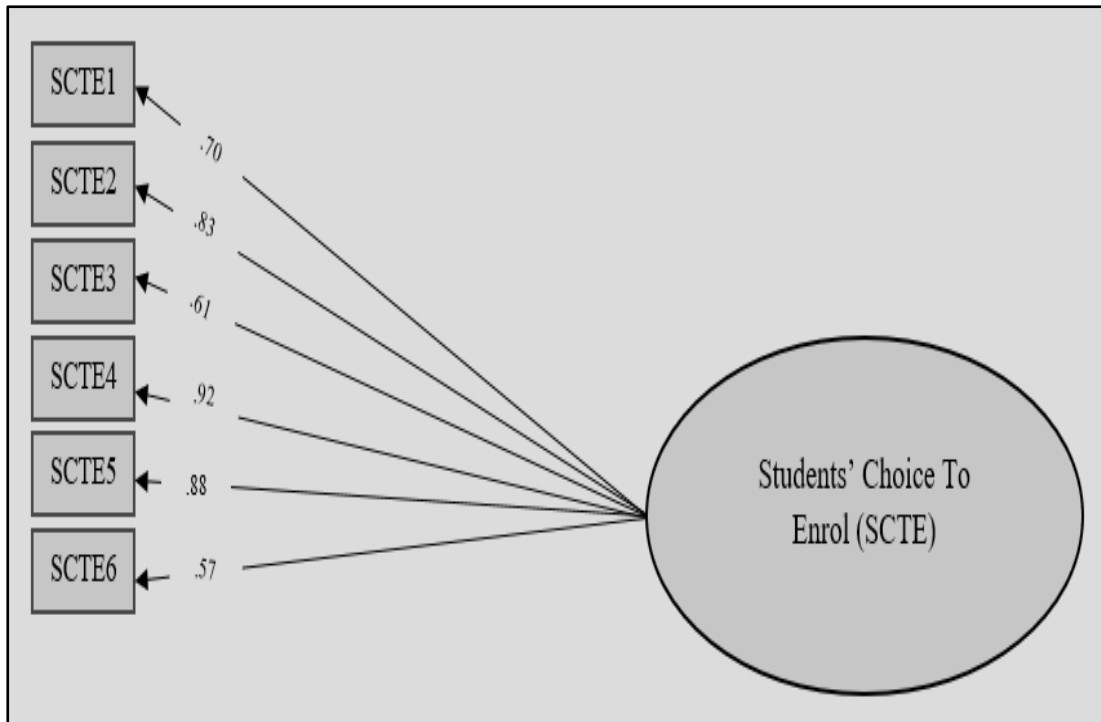 SCTE1
.70
SCTE2
.83
SCTE3
.61
SCTE4
.92
SCTE5
.88
SCTE6
.57
Students’ Choice To
Enrol (SCTE)